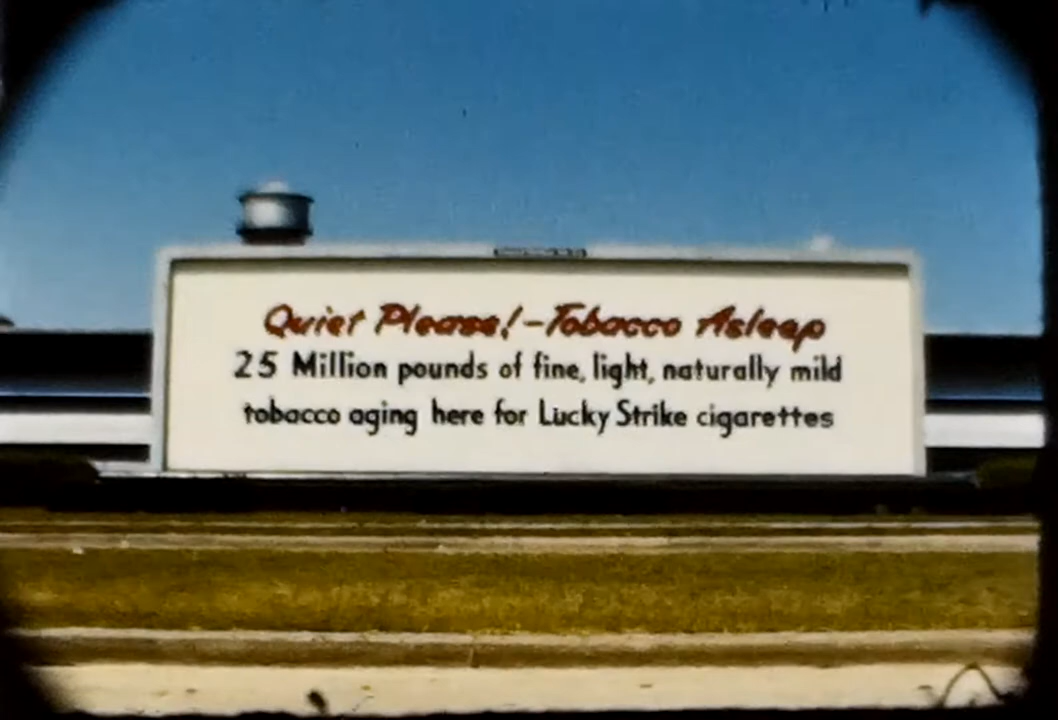 Quiet Please! - Tobacco Asleep
25 Million pounds of fine, light, naturally mild
tobacco aging here for Lucky Strike cigarettes